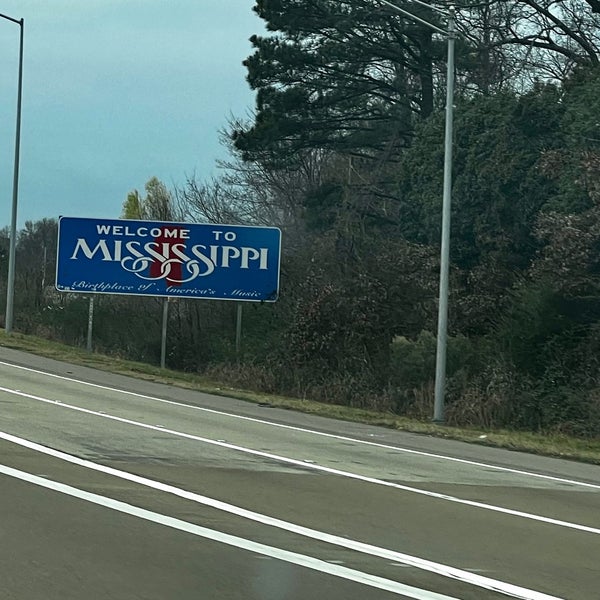 WELCOME TO
MISSISSIPPI
Birthplace of America's Music